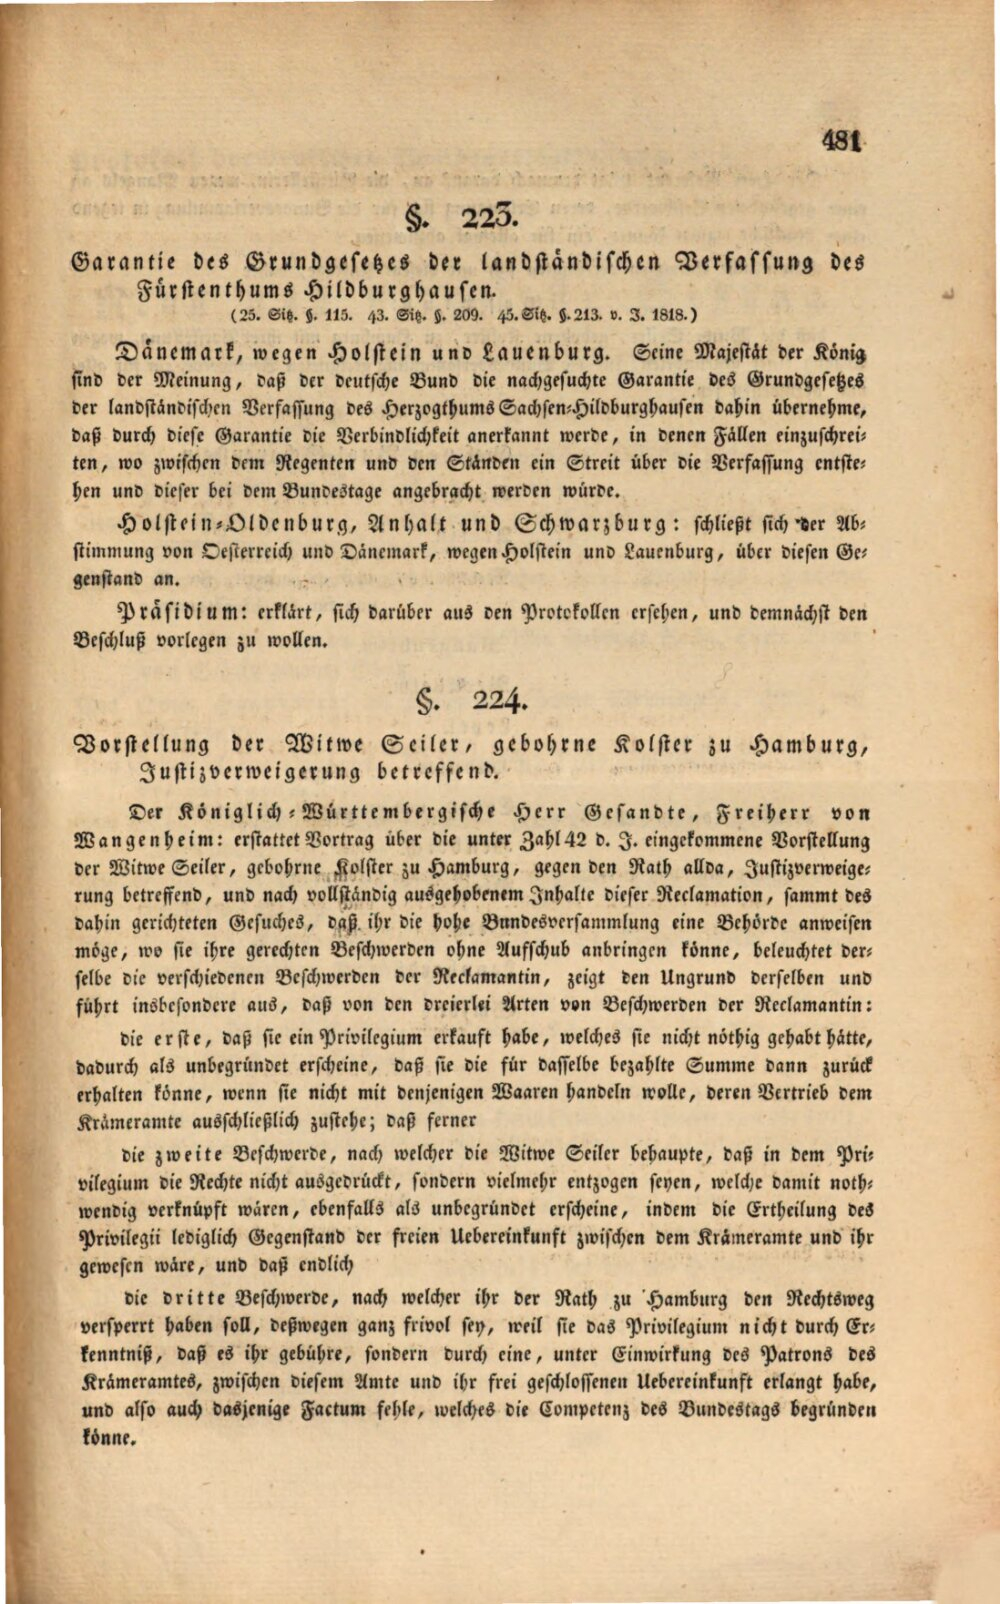 481
§. 223.
Garantie des Grundgesetzes der landständischen Verfassung des
Fürstenthums Hildburghausen.
(25. Sitz. §. 115. 43. Sitz. §. 209. 45. Sitz. §. 213. v. J. 1818.)
Dänemark, wegen Holstein und Lauenburg. Seine Majestät der König
sind der Meinung, daß der deutsche Bund die nachgesuchte Garantie des Grundgesetzes
der landständischen Verfassung des Herzogthums Sachsen-Hildburghausen dahin übernehme,
daß durch diese Garantie die Verbindlichkeit anerkannt werde, in denen Fällen einzuschrei-
ten, wo zwischen dem Regenten und den Ständen ein Streit über die Verfassung entste-
hen und dieser bei dem Bundestage angebracht werden würde.
Holstein-Oldenburg, Anhalt und Schwarzburg: schließt sich der Ab-
stimmung von Oesterreich und Dänemark, wegen Holstein und Lauenburg, über diesen Ge-
genstand an.
Präsidium: erklärt, sich darüber aus den Protokollen ersehen, und demnächst den
Beschluß vorlegen zu wollen.
§. 224.
Vorstellung der Witwe Seiler, gebohrne Kolster zu Hamburg,
Justizverweigerung betreffend.
Der Königlich-Württembergische Herr Gesandte, Freiherr von
Wangenheim: erstattet Vortrag über die unter Zahl 42 d. J. eingekommene Vorstellung
der Witwe Seiler, gebohrne Kolster zu Hamburg, gegen den Rath allda, Justizverweige-
rung betreffend, und nach vollständig ausgehobenem Inhalte dieser Reclamation, sammt des
dahin gerichteten Gesuches, daß ihr die hohe Bundesversammlung eine Behörde anweisen
möge, wo sie ihre gerechten Beschwerden ohne Aufschub anbringen könne, beleuchtet der-
selbe die verschiedenen Beschwerden der Reclamantin, zeigt den Ungrund derselben und
führt insbesondere aus, daß von den dreierlei Arten von Beschwerden der Reclamantin:
die erste, daß sie ein Privilegium erkauft habe, welches sie nicht nöthig gehabt hätte,
dadurch als unbegründet erscheine, daß sie die für dasselbe bezahlte Summe dann zurück
erhalten könne, wenn sie nicht mit denjenigen Waaren handeln wolle, deren Vertrieb dem
Krämeramte ausschließlich zustehe; daß ferner
die zweite Beschwerde, nach welcher die Witwe Seiler behaupte, daß in dem Pri-
vilegium die Rechte nicht ausgedrückt, sondern vielmehr entzogen seyen, welche damit noth-
wendig verknüpft wären, ebenfalls als unbegründet erscheine, indem die Ertheilung des
Privilegii lediglich Gegenstand der freien Uebereinkunft zwischen dem Krämeramte und ihr
gewesen wäre, und daß endlich
die dritte Beschwerde, nach welcher ihr der Rath zu Hamburg den Rechtsweg
versperrt haben soll, deßwegen ganz frivol sey, weil sie das Privilegium nicht durch Er-
kenntniß, daß es ihr gebühre, sondern durch eine, unter Einwirkung des Patrons des
Krämeramtes, zwischen diesem Amte und ihr frei geschlossenen Uebereinkunft erlangt habe,
und also auch dasjenige Factum fehle, welches die Competenz des Bundestags begründen
könne.